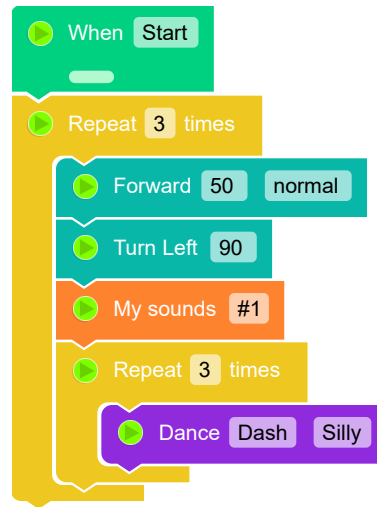 When Start
Repeat 3 times
Forward 50 normal
Turn Left 90
My sounds #1
Repeat 3 times
Dance Dash Silly